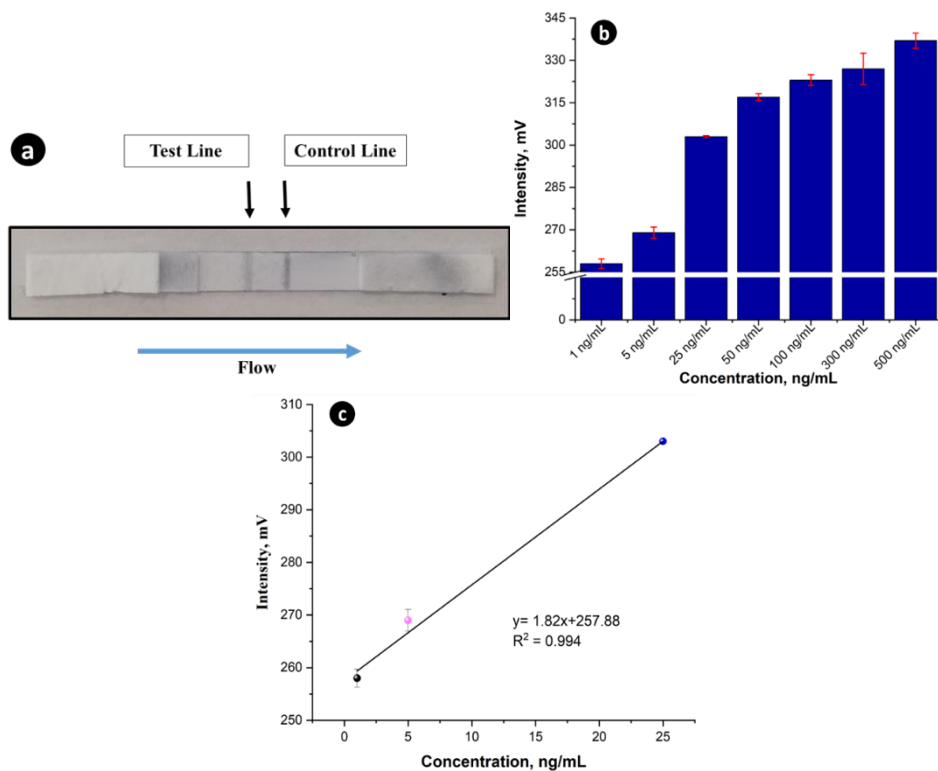 a
Test Line
Control Line
Flow
b
Intensity, mV
345
330
315
300
285
270
255
0
1 ng/mL
5 ng/mL
25 ng/mL
50 ng/mL
100 ng/mL
300 ng/mL
500 ng/mL
Concentration, ng/mL
c
Intensity, mV
310
300
290
280
270
260
250
y= 1.82x+257.88
R² = 0.994
0
5
10
15
20
25
Concentration, ng/mL